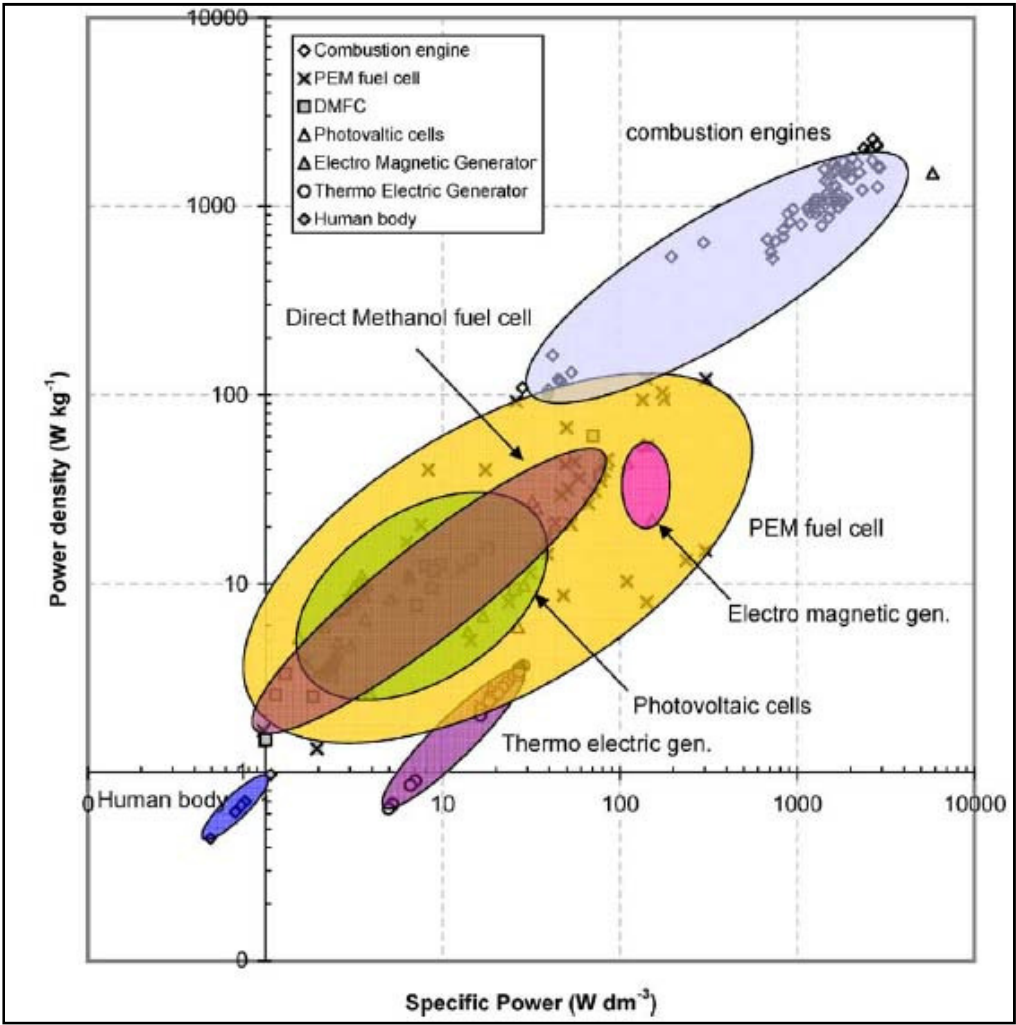 10000
Combustion engine
PEM fuel cell
DMFC
Photovaltic cells
Electro Magnetic Generator
Thermo Electric Generator
Human body
combustion engines
1000
Direct Methanol fuel cell
100
PEM fuel cell
10
Electro magnetic gen.
Photovoltaic cells
Thermo electric gen.
Human body
0
10
100
1000
10000
0
Power density (W kg⁻¹)
Specific Power (W dm⁻³)